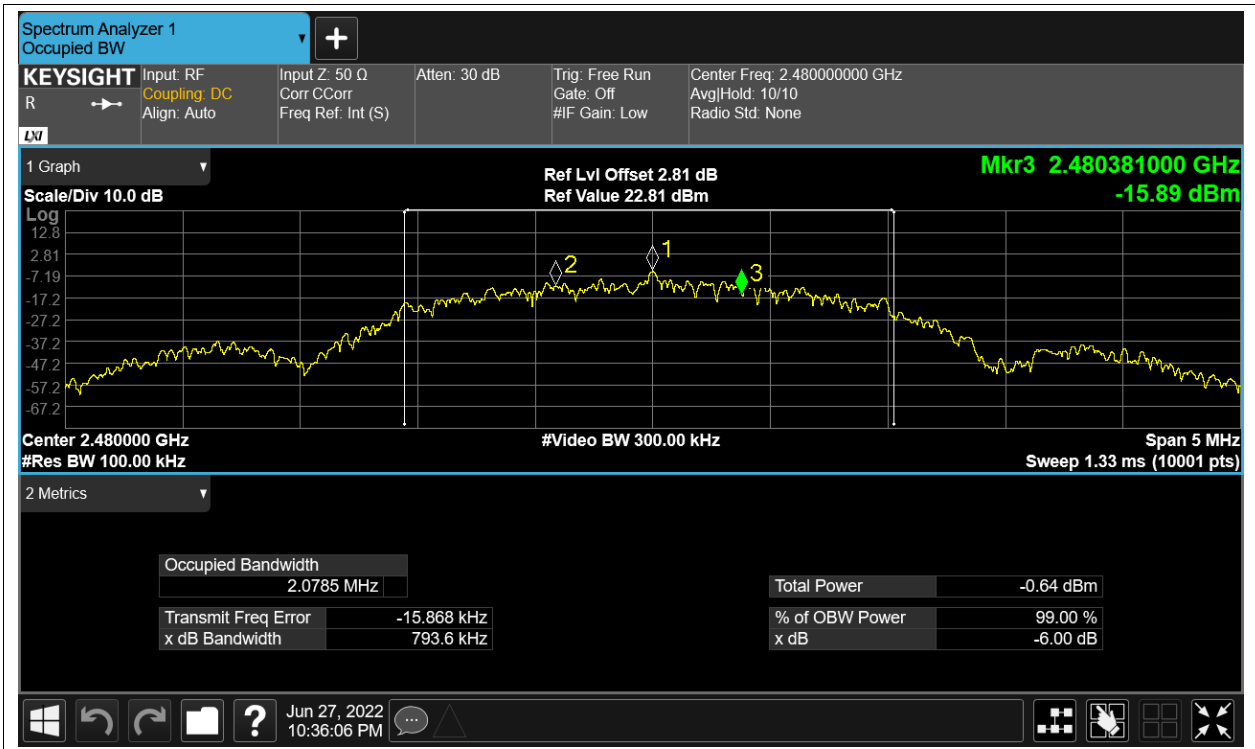 Spectrum Analyzer 1
Occupied BW
KEYSIGHT
R
LXI
Input: RF
Coupling: DC
Align: Auto
Input Z: 50 Ω
Corr CCorr
Freq Ref: Int (S)
Atten: 30 dB
Trig: Free Run
Gate: Off
#IF Gain: Low
Center Freq: 2.480000000 GHz
Avg|Hold: 10/10
Radio Std: None
1 Graph
Scale/Div 10.0 dB
Ref Lvl Offset 2.81 dB
Ref Value 22.81 dBm
Mkr3 2.480381000 GHz
-15.89 dBm
Log
12.8
2.81
-7.19
-17.2
-27.2
-37.2
-47.2
-57.2
-67.2
2
1
3
Center 2.480000 GHz
#Res BW 100.00 kHz
#Video BW 300.00 kHz
Span 5 MHz
Sweep 1.33 ms (10001 pts)
2 Metrics
Occupied Bandwidth
2.0785 MHz
Transmit Freq Error -15.868 kHz
x dB Bandwidth 793.6 kHz
Total Power -0.64 dBm
% of OBW Power 99.00 %
x dB -6.00 dB
?
Jun 27, 2022
10:36:06 PM